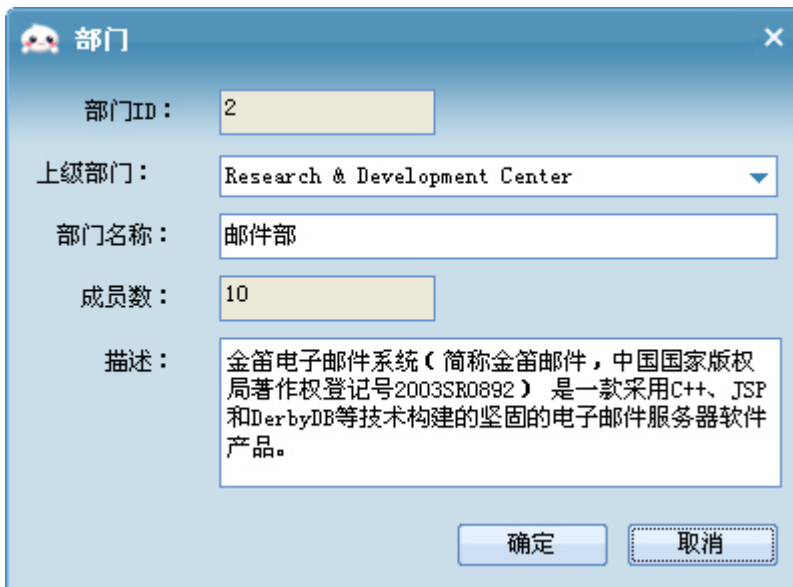 部门
部门ID： 2
上级部门： Research & Development Center
部门名称： 邮件部
成员数： 10
描述： 金笛电子邮件系统（简称金笛邮件，中国国家版权
局著作权登记号2003SR0892） 是一款采用C++、JSP
和DerbyDB等技术构建的坚固的电子邮件服务器软件
产品。
确定 取消